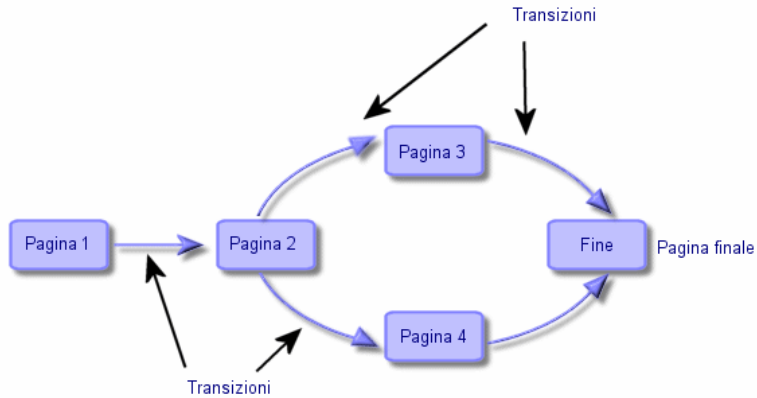 Transizioni
Pagina 3
Pagina 1
Pagina 2
Fine
Pagina finale
Pagina 4
Transizioni